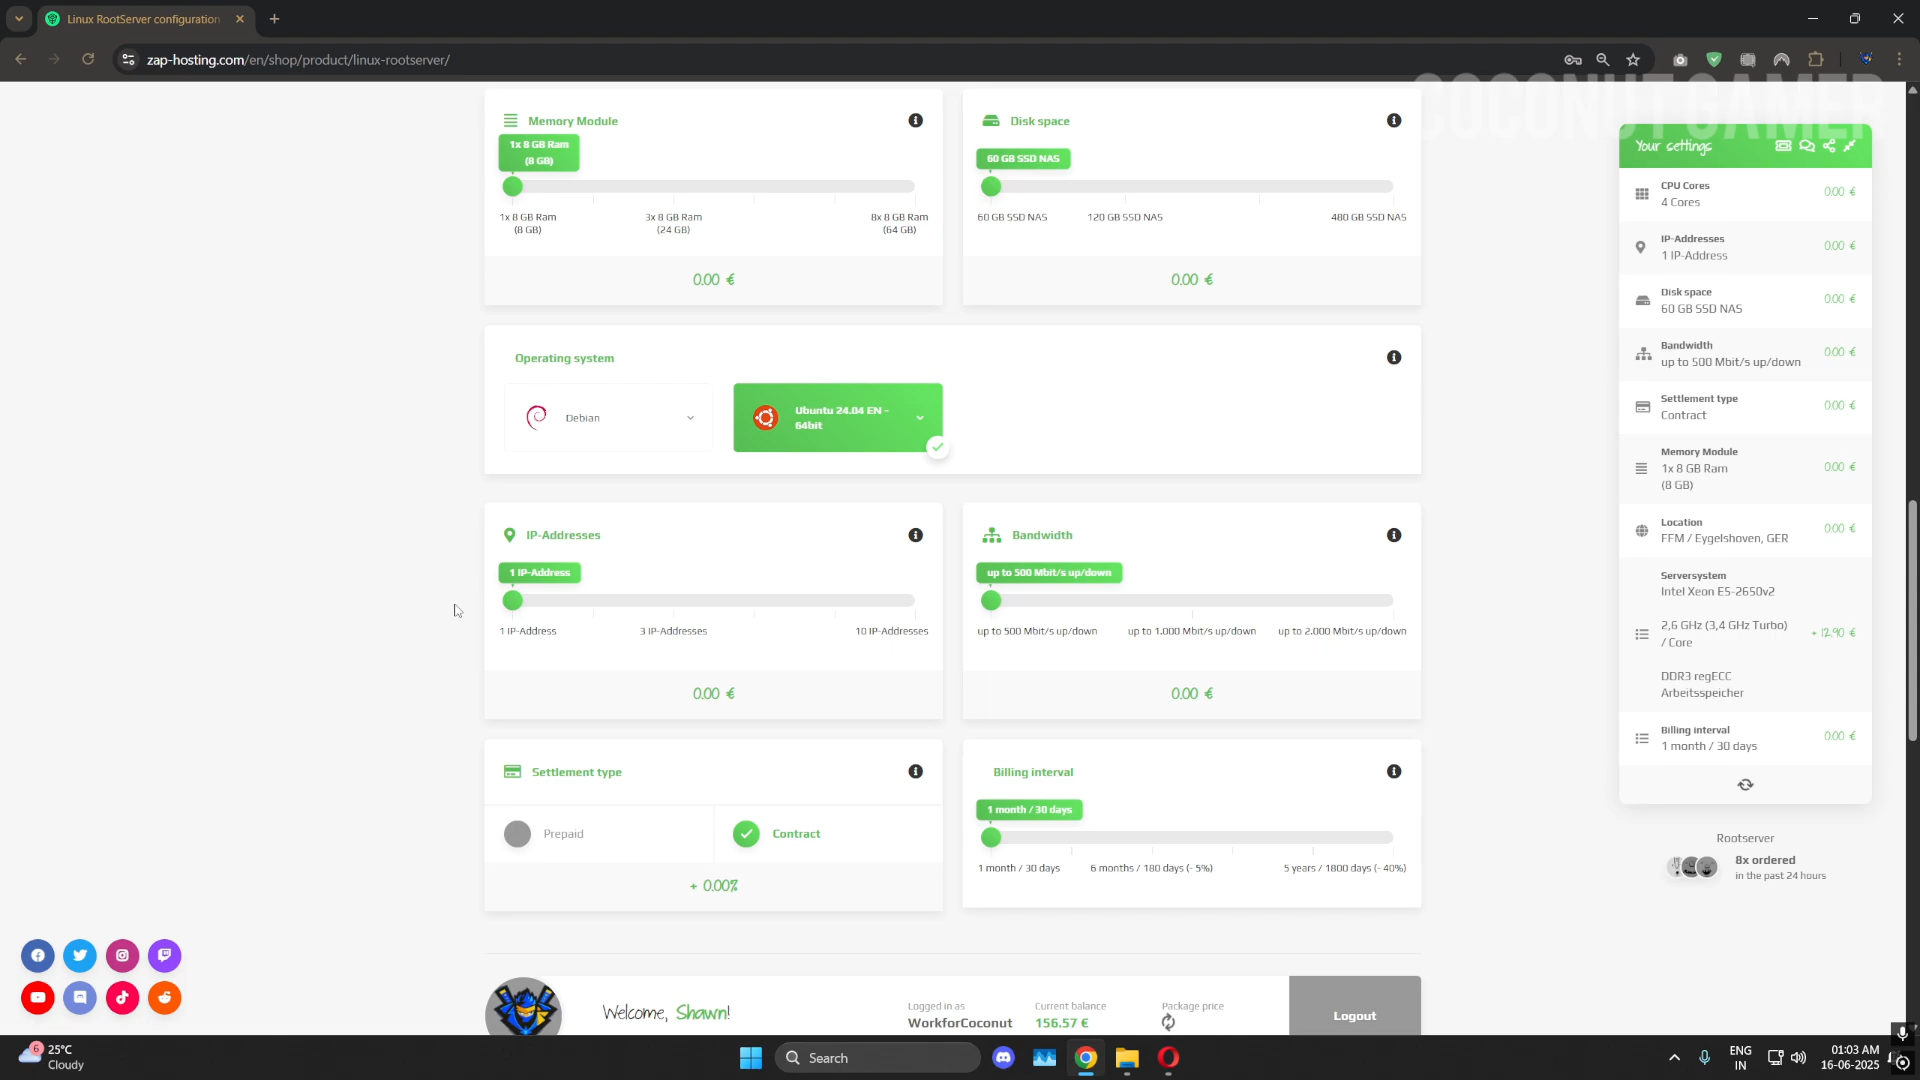 Linux RootServer configuration
zap-hosting.com/en/shop/product/linux-rootserver/
COCONUT GAMER
Memory Module
1x 8 GB Ram
(8 GB)
1x 8 GB Ram
(8 GB)
3x 8 GB Ram
(24 GB)
8x 8 GB Ram
(64 GB)
0.00 €
Disk space
60 GB SSD NAS
60 GB SSD NAS
120 GB SSD NAS
480 GB SSD NAS
0.00 €
Operating system
Debian
Ubuntu 24.04 EN -
64bit
IP-Addresses
1 IP-Address
1 IP-Address
3 IP-Addresses
10 IP-Addresses
0.00 €
Bandwidth
up to 500 Mbit/s up/down
up to 500 Mbit/s up/down
up to 1.000 Mbit/s up/down
up to 2.000 Mbit/s up/down
0.00 €
Settlement type
Prepaid
Contract
+ 0.00%
Billing interval
1 month / 30 days
1 month / 30 days
6 months / 180 days (- 5%)
5 years / 1800 days (- 40%)
Welcome, Shawn!
Logged in as
WorkforCoconut
Current balance
156.57 €
Package price
Logout
Your settings
CPU Cores
4 Cores
0.00 €
IP-Addresses
1 IP-Address
0.00 €
Disk space
60 GB SSD NAS
0.00 €
Bandwidth
up to 500 Mbit/s up/down
0.00 €
Settlement type
Contract
0.00 €
Memory Module
1x 8 GB Ram
(8 GB)
0.00 €
Location
FFM / Eygelshoven, GER
0.00 €
Serversystem
Intel Xeon E5-2650v2
2,6 GHz (3,4 GHz Turbo)
/ Core
+ 12.90 €
DDR3 regECC
Arbeitsspeicher
Billing interval
1 month / 30 days
0.00 €
Rootserver
8x ordered
in the past 24 hours
6
25°C
Cloudy
Search
ENG
IN
01:03 AM
16-06-2025